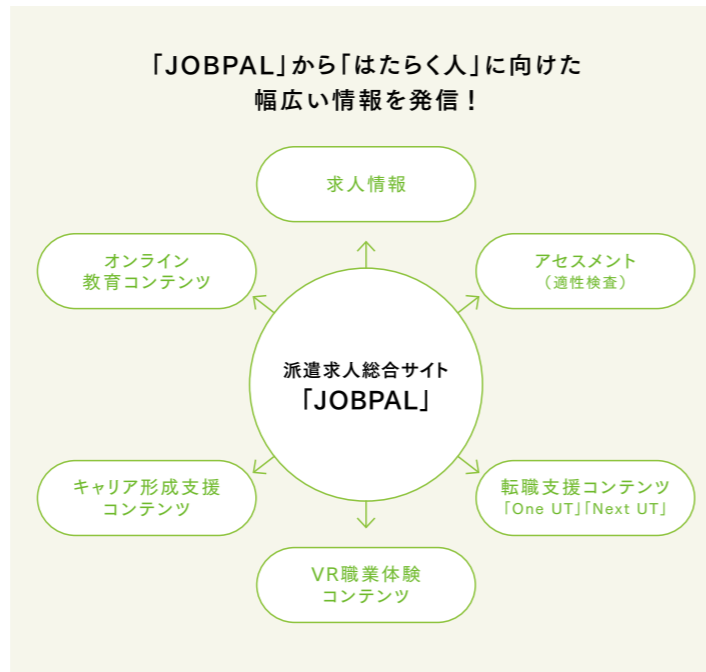 「JOBPAL」から「はたらく人」に向けた
幅広い情報を発信！
求人情報
オンライン
教育コンテンツ
アセスメント
（適性検査）
派遣求人総合サイト
「JOBPAL」
キャリア形成支援
コンテンツ
転職支援コンテンツ
「One UT」「Next UT」
VR職業体験
コンテンツ